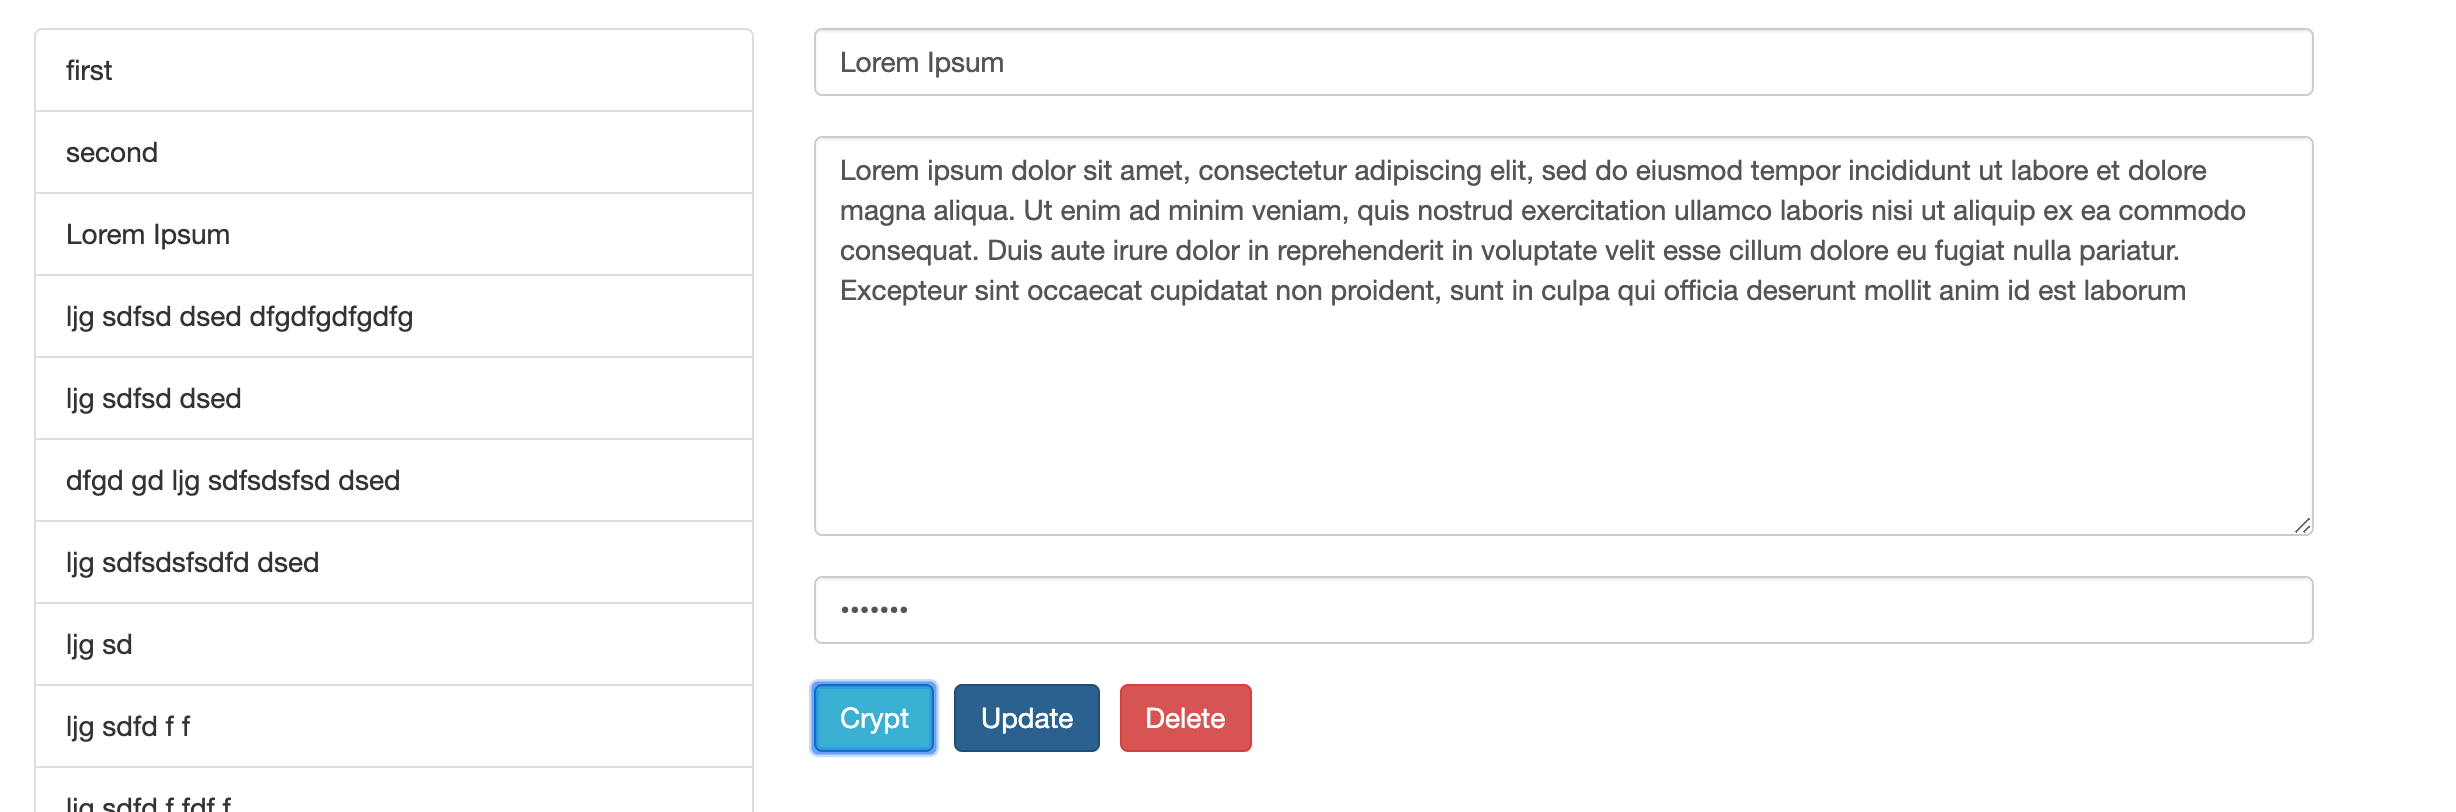 first
second
Lorem Ipsum
ljg sdfsd dsed dfgdfgdfgdfg
ljg sdfsd dsed
dfgd gd ljg sdfsdsfsd dsed
ljg sdfsdsfsdfd dsed
ljg sd
ljg sdfd f f
ljg sdfd f fdf f
Lorem Ipsum
Lorem ipsum dolor sit amet, consectetur adipiscing elit, sed do eiusmod tempor incididunt ut labore et dolore
magna aliqua. Ut enim ad minim veniam, quis nostrud exercitation ullamco laboris nisi ut aliquip ex ea commodo
consequat. Duis aute irure dolor in reprehenderit in voluptate velit esse cillum dolore eu fugiat nulla pariatur.
Excepteur sint occaecat cupidatat non proident, sunt in culpa qui officia deserunt mollit anim id est laborum
•••••••
Crypt
Update
Delete